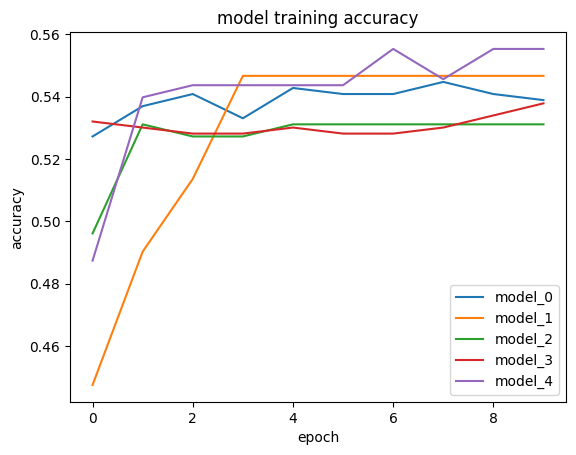 model training accuracy
0.56
0.54
0.52
0.50
0.48
0.46
accuracy
0
2
4
6
8
epoch
model_0
model_1
model_2
model_3
model_4